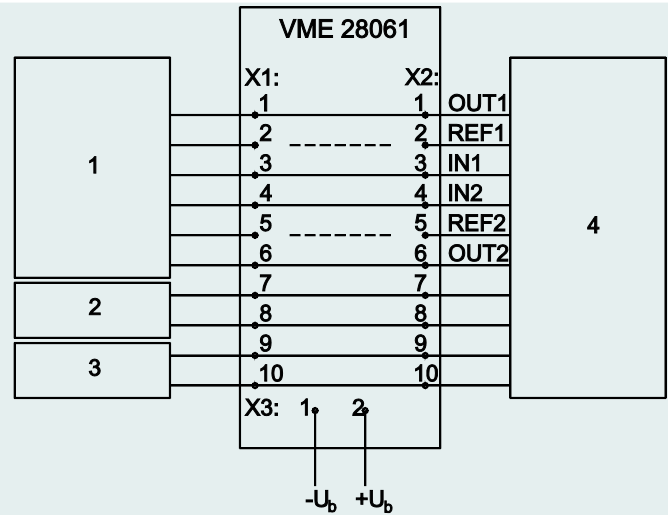 VME 28061
X1: X2:
1 1 OUT1
2 2 REF1
1 3 3 IN1
4 4 IN2
5 5 REF2 4
6 6 OUT2
7 7
2 8 8
9 9
3 10 10
X3: 1 2
-Ub +Ub